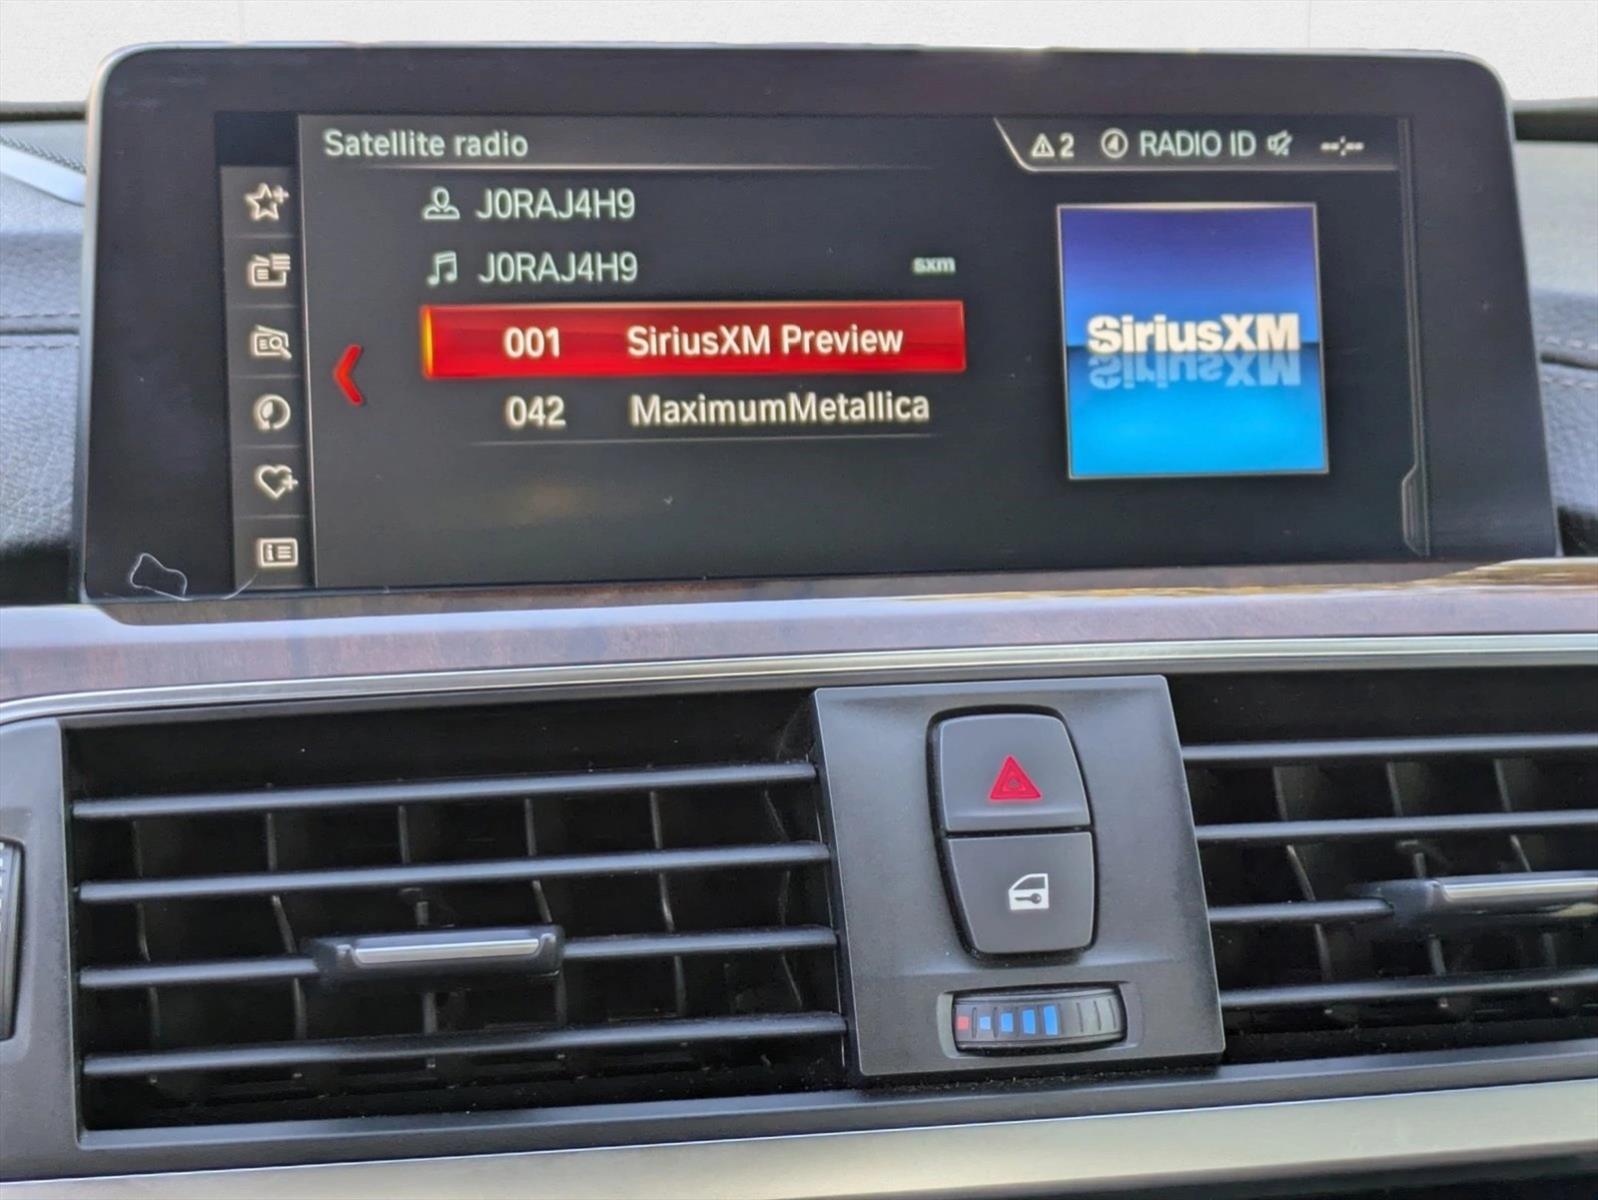 Satellite radio
2 RADIO ID --:--
J0RAJ4H9
J0RAJ4H9 sxm
001 SiriusXM Preview
042 MaximumMetallica
SiriusXM